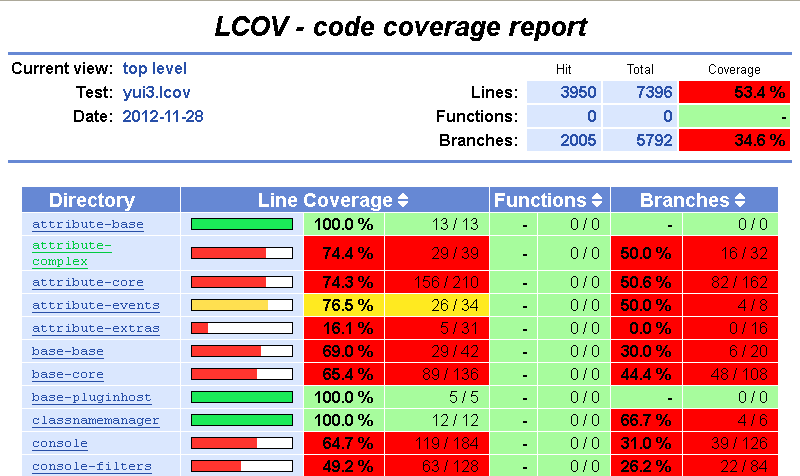 LCOV - code coverage report
Current view: top level
Hit Total Coverage
Test: yui3.lcov
Lines: 3950 7396 53.4 %
Date: 2012-11-28
Functions: 0 0 -
Branches: 2005 5792 34.6 %
Directory Line Coverage Functions Branches
attribute-base 100.0 % 13 / 13 - 0 / 0 - 0 / 0
attribute-
complex 74.4 % 29 / 39 - 0 / 0 50.0 % 16 / 32
attribute-core 74.3 % 156 / 210 - 0 / 0 50.6 % 82 / 162
attribute-events 76.5 % 26 / 34 - 0 / 0 50.0 % 4 / 8
attribute-extras 16.1 % 5 / 31 - 0 / 0 0.0 % 0 / 16
base-base 69.0 % 29 / 42 - 0 / 0 30.0 % 6 / 20
base-core 65.4 % 89 / 136 - 0 / 0 44.4 % 48 / 108
base-pluginhost 100.0 % 5 / 5 - 0 / 0 - 0 / 0
classnamemanager 100.0 % 12 / 12 - 0 / 0 66.7 % 4 / 6
console 64.7 % 119 / 184 - 0 / 0 31.0 % 39 / 126
console-filters 49.2 % 63 / 128 - 0 / 0 26.2 % 22 / 84